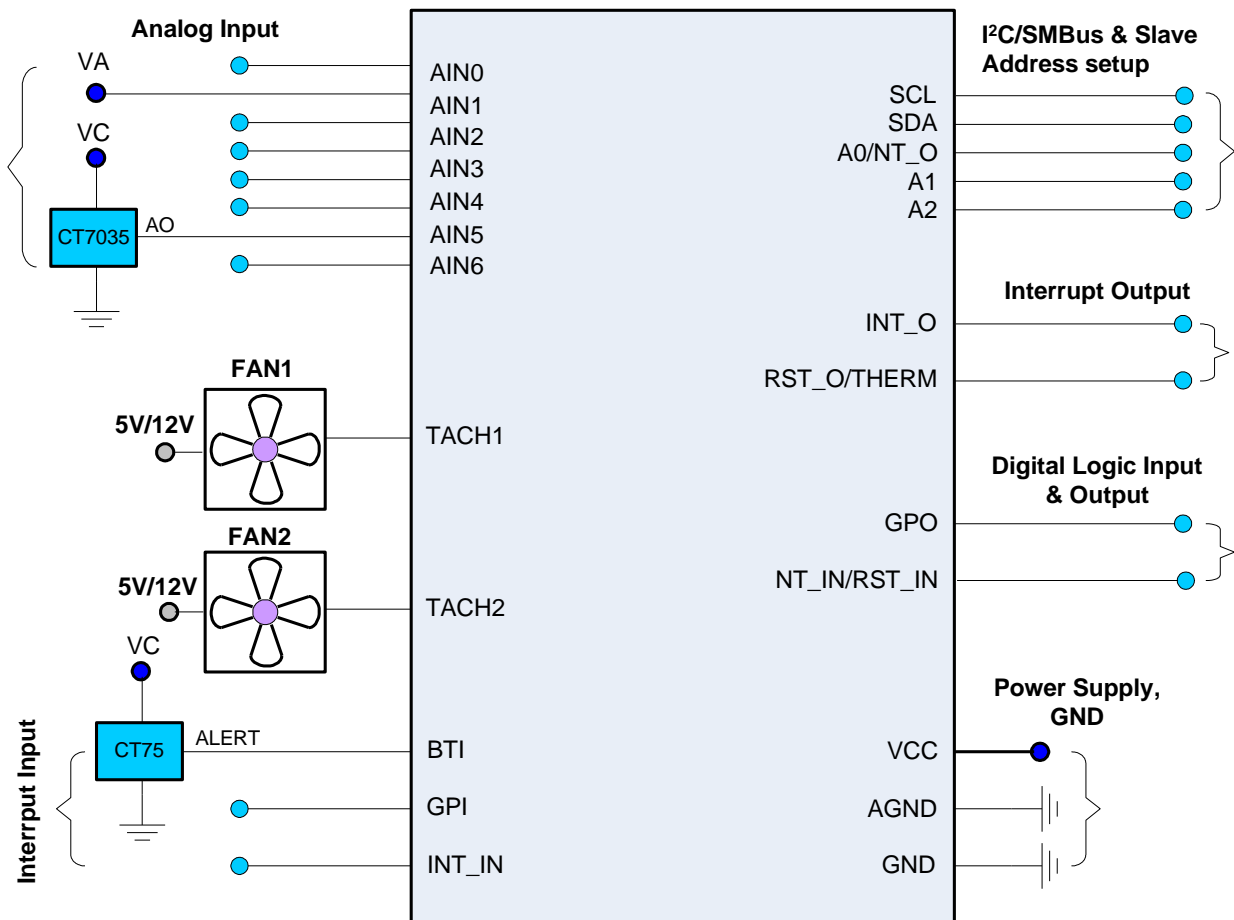 Analog Input
VA
VC
CT7035
AO
AIN0
AIN1
AIN2
AIN3
AIN4
AIN5
AIN6
FAN1
5V/12V
TACH1
FAN2
5V/12V
TACH2
VC
CT75
ALERT
BTI
GPI
INT_IN
Interrput Input
I²C/SMBus & Slave
Address setup
SCL
SDA
A0/NT_O
A1
A2
Interrupt Output
INT_O
RST_O/THERM
Digital Logic Input
& Output
GPO
NT_IN/RST_IN
Power Supply,
GND
VCC
AGND
GND